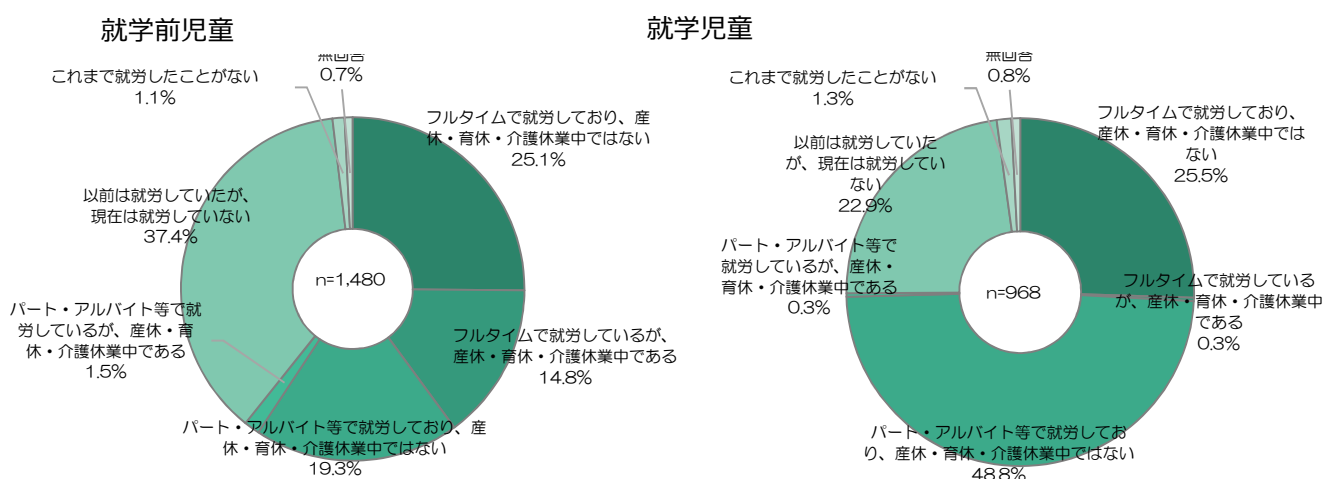 就学前児童
無回答
0.7%
これまで就労したことがない
1.1%
フルタイムで就労しており、産
休・育休・介護休業中ではない
25.1%
以前は就労していたが、
現在は就労していない
37.4%
n=1,480
パート・アルバイト等で就
労しているが、産休・育
休・介護休業中である
1.5%
フルタイムで就労しているが、
産休・育休・介護休業中である
14.8%
パート・アルバイト等で就労しており、産
休・育休・介護休業中ではない
19.3%
就学児童
無回答
0.8%
これまで就労したことがない
1.3%
フルタイムで就労しており、
産休・育休・介護休業中では
ない
25.5%
以前は就労していた
が、現在は就労してい
ない
22.9%
パート・アルバイト等で
就労しているが、産休・
育休・介護休業中である
0.3%
n=968
フルタイムで就労している
が、産休・育休・介護休業中
である
0.3%
パート・アルバイト等で就労してお
り、産休・育休・介護休業中ではない
48.8%